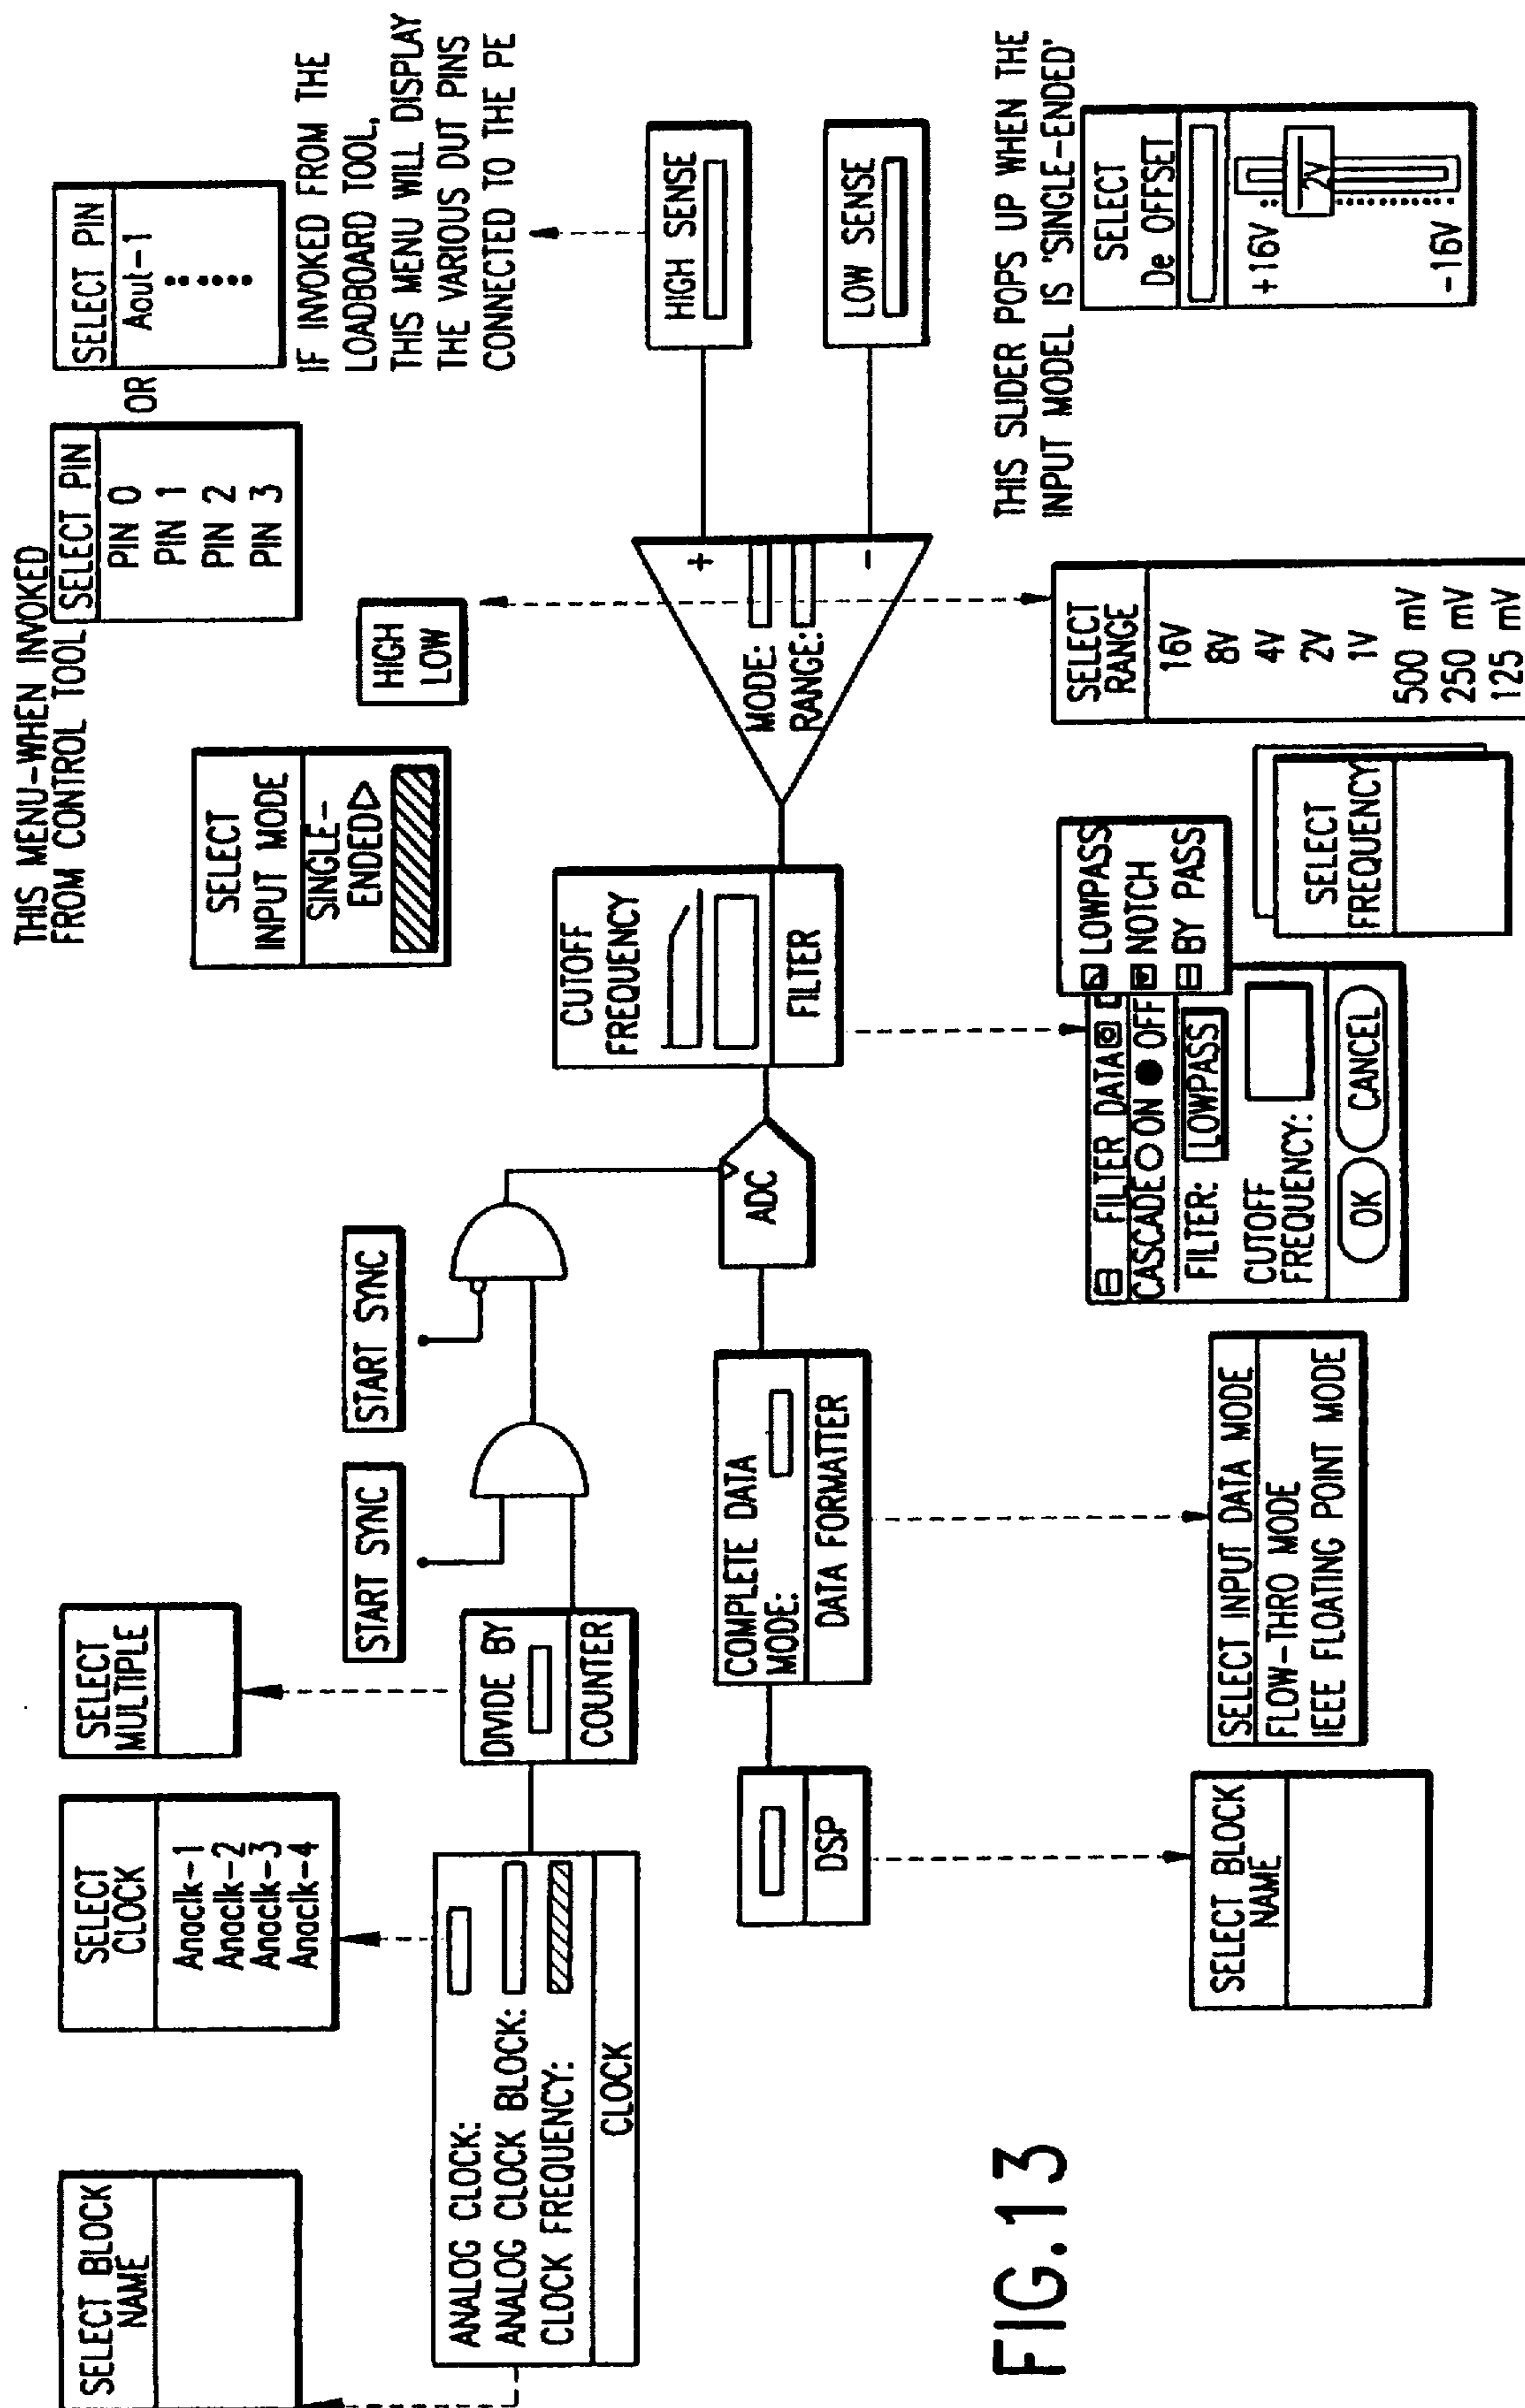 THIS MENU-WHEN INVOKED
FROM CONTROL TOOL
SELECT PIN
PIN 0
PIN 1
PIN 2
PIN 3
OR
SELECT PIN
Aout-1
IF INVOKED FROM THE
LOADBOARD TOOL,
THIS MENU WILL DISPLAY
THE VARIOUS DUT PINS
CONNECTED TO THE PE
SELECT BLOCK
NAME
SELECT
CLOCK
Anaclk-1
Anaclk-2
Anaclk-3
Anaclk-4
SELECT
MULTIPLE
SELECT
INPUT MODE
SINGLE-
ENDED
HIGH
LOW
START SYNC
START SYNC
ANALOG CLOCK:
ANALOG CLOCK BLOCK:
CLOCK FREQUENCY:
CLOCK
DIVIDE BY
COUNTER
CUTOFF
FREQUENCY
FILTER
+
-
MODE:
RANGE:
HIGH SENSE
LOW SENSE
DSP
COMPLETE DATA
MODE:
DATA FORMATTER
ADC
THIS SLIDER POPS UP WHEN THE
INPUT MODEL IS 'SINGLE-ENDED'
SELECT
De OFFSET
+16V
2V
-16V
SELECT
RANGE
16V
8V
4V
2V
1V
500 mV
250 mV
125 mV
LOWPASS
NOTCH
BY PASS
FILTER DATA
CASCADE ON OFF
FILTER: LOWPASS
CUTOFF
FREQUENCY:
OK CANCEL
SELECT
FREQUENCY
SELECT INPUT DATA MODE
FLOW-THRO MODE
IEEE FLOATING POINT MODE
SELECT BLOCK
NAME
FIG.13